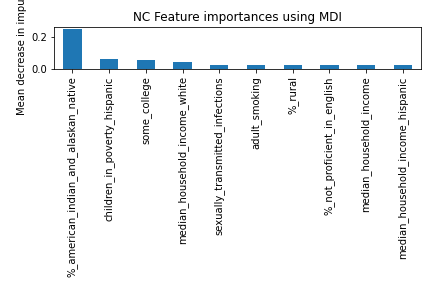 NC Feature importances using MDI
Mean decrease in impu
0.2
0.0
%_american_indian_and_alaskan_native
children_in_poverty_hispanic
some_college
median_household_income_white
sexually_transmitted_infections
adult_smoking
%_rural
%_not_proficient_in_english
median_household_income
median_household_income_hispanic